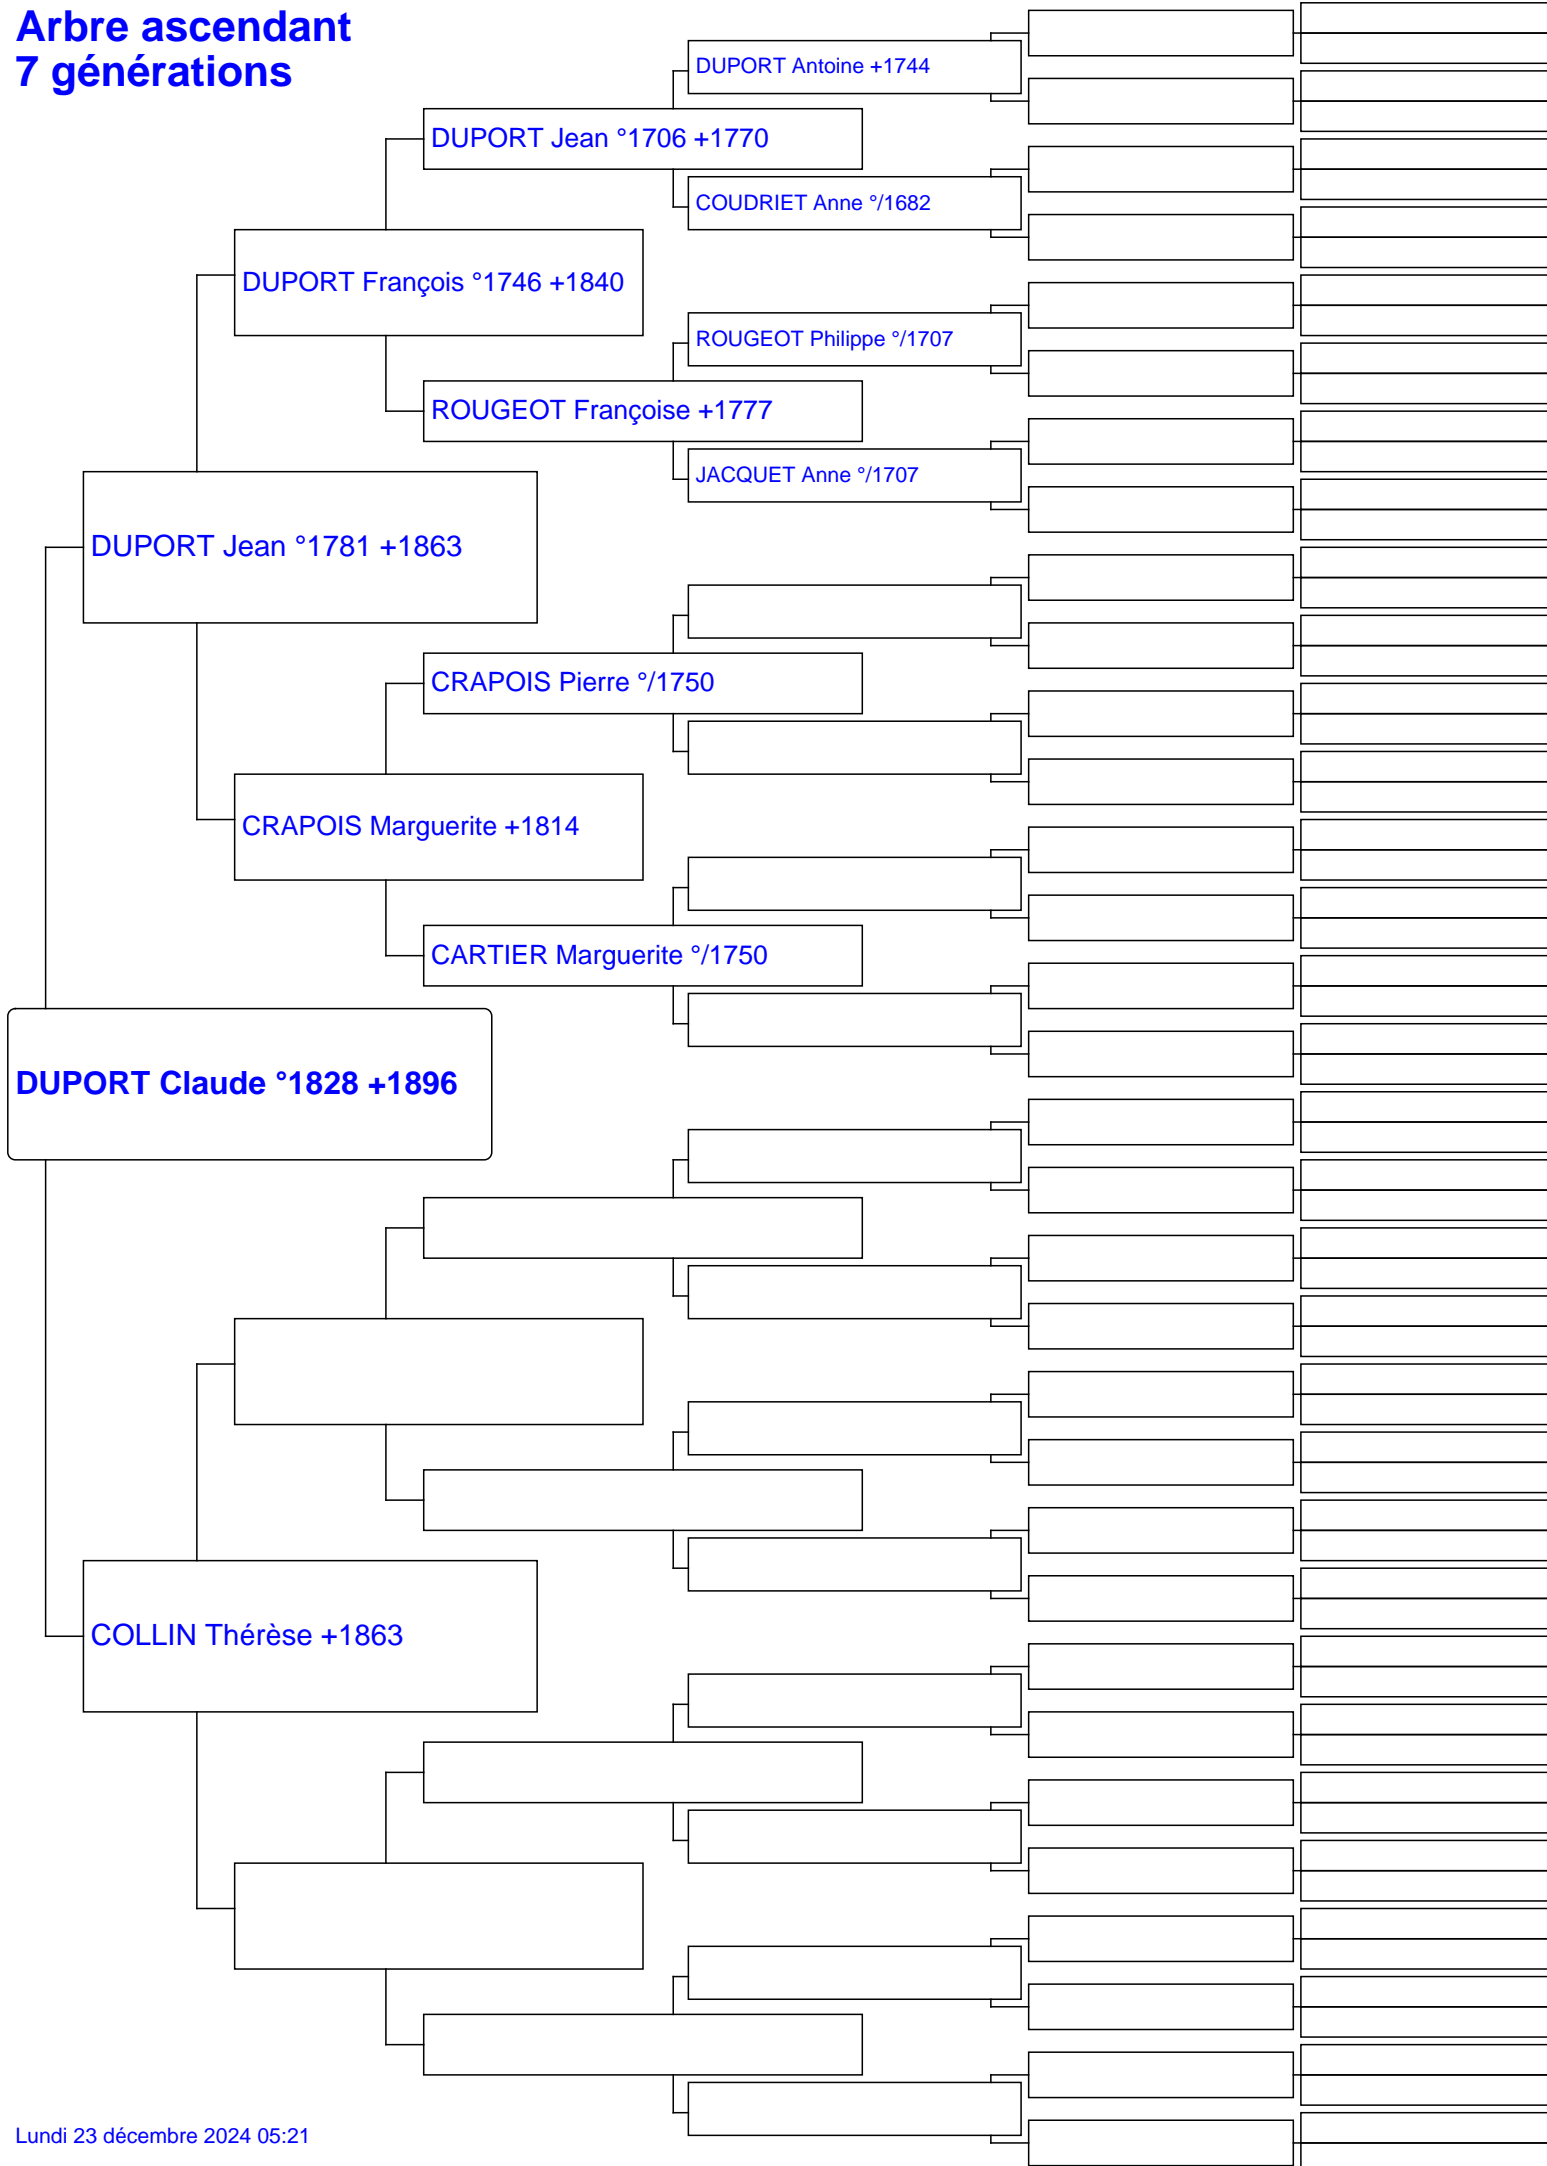 Arbre ascendant
7 générations
DUPORT Antoine +1744
DUPORT Jean °1706 +1770
COUDRIET Anne °/1682
DUPORT François °1746 +1840
ROUGEOT Philippe °/1707
ROUGEOT Françoise +1777
JACQUET Anne °/1707
DUPORT Jean °1781 +1863
CRAPOIS Pierre °/1750
CRAPOIS Marguerite +1814
CARTIER Marguerite °/1750
DUPORT Claude °1828 +1896
COLLIN Thérèse +1863
Lundi 23 décembre 2024 05:21